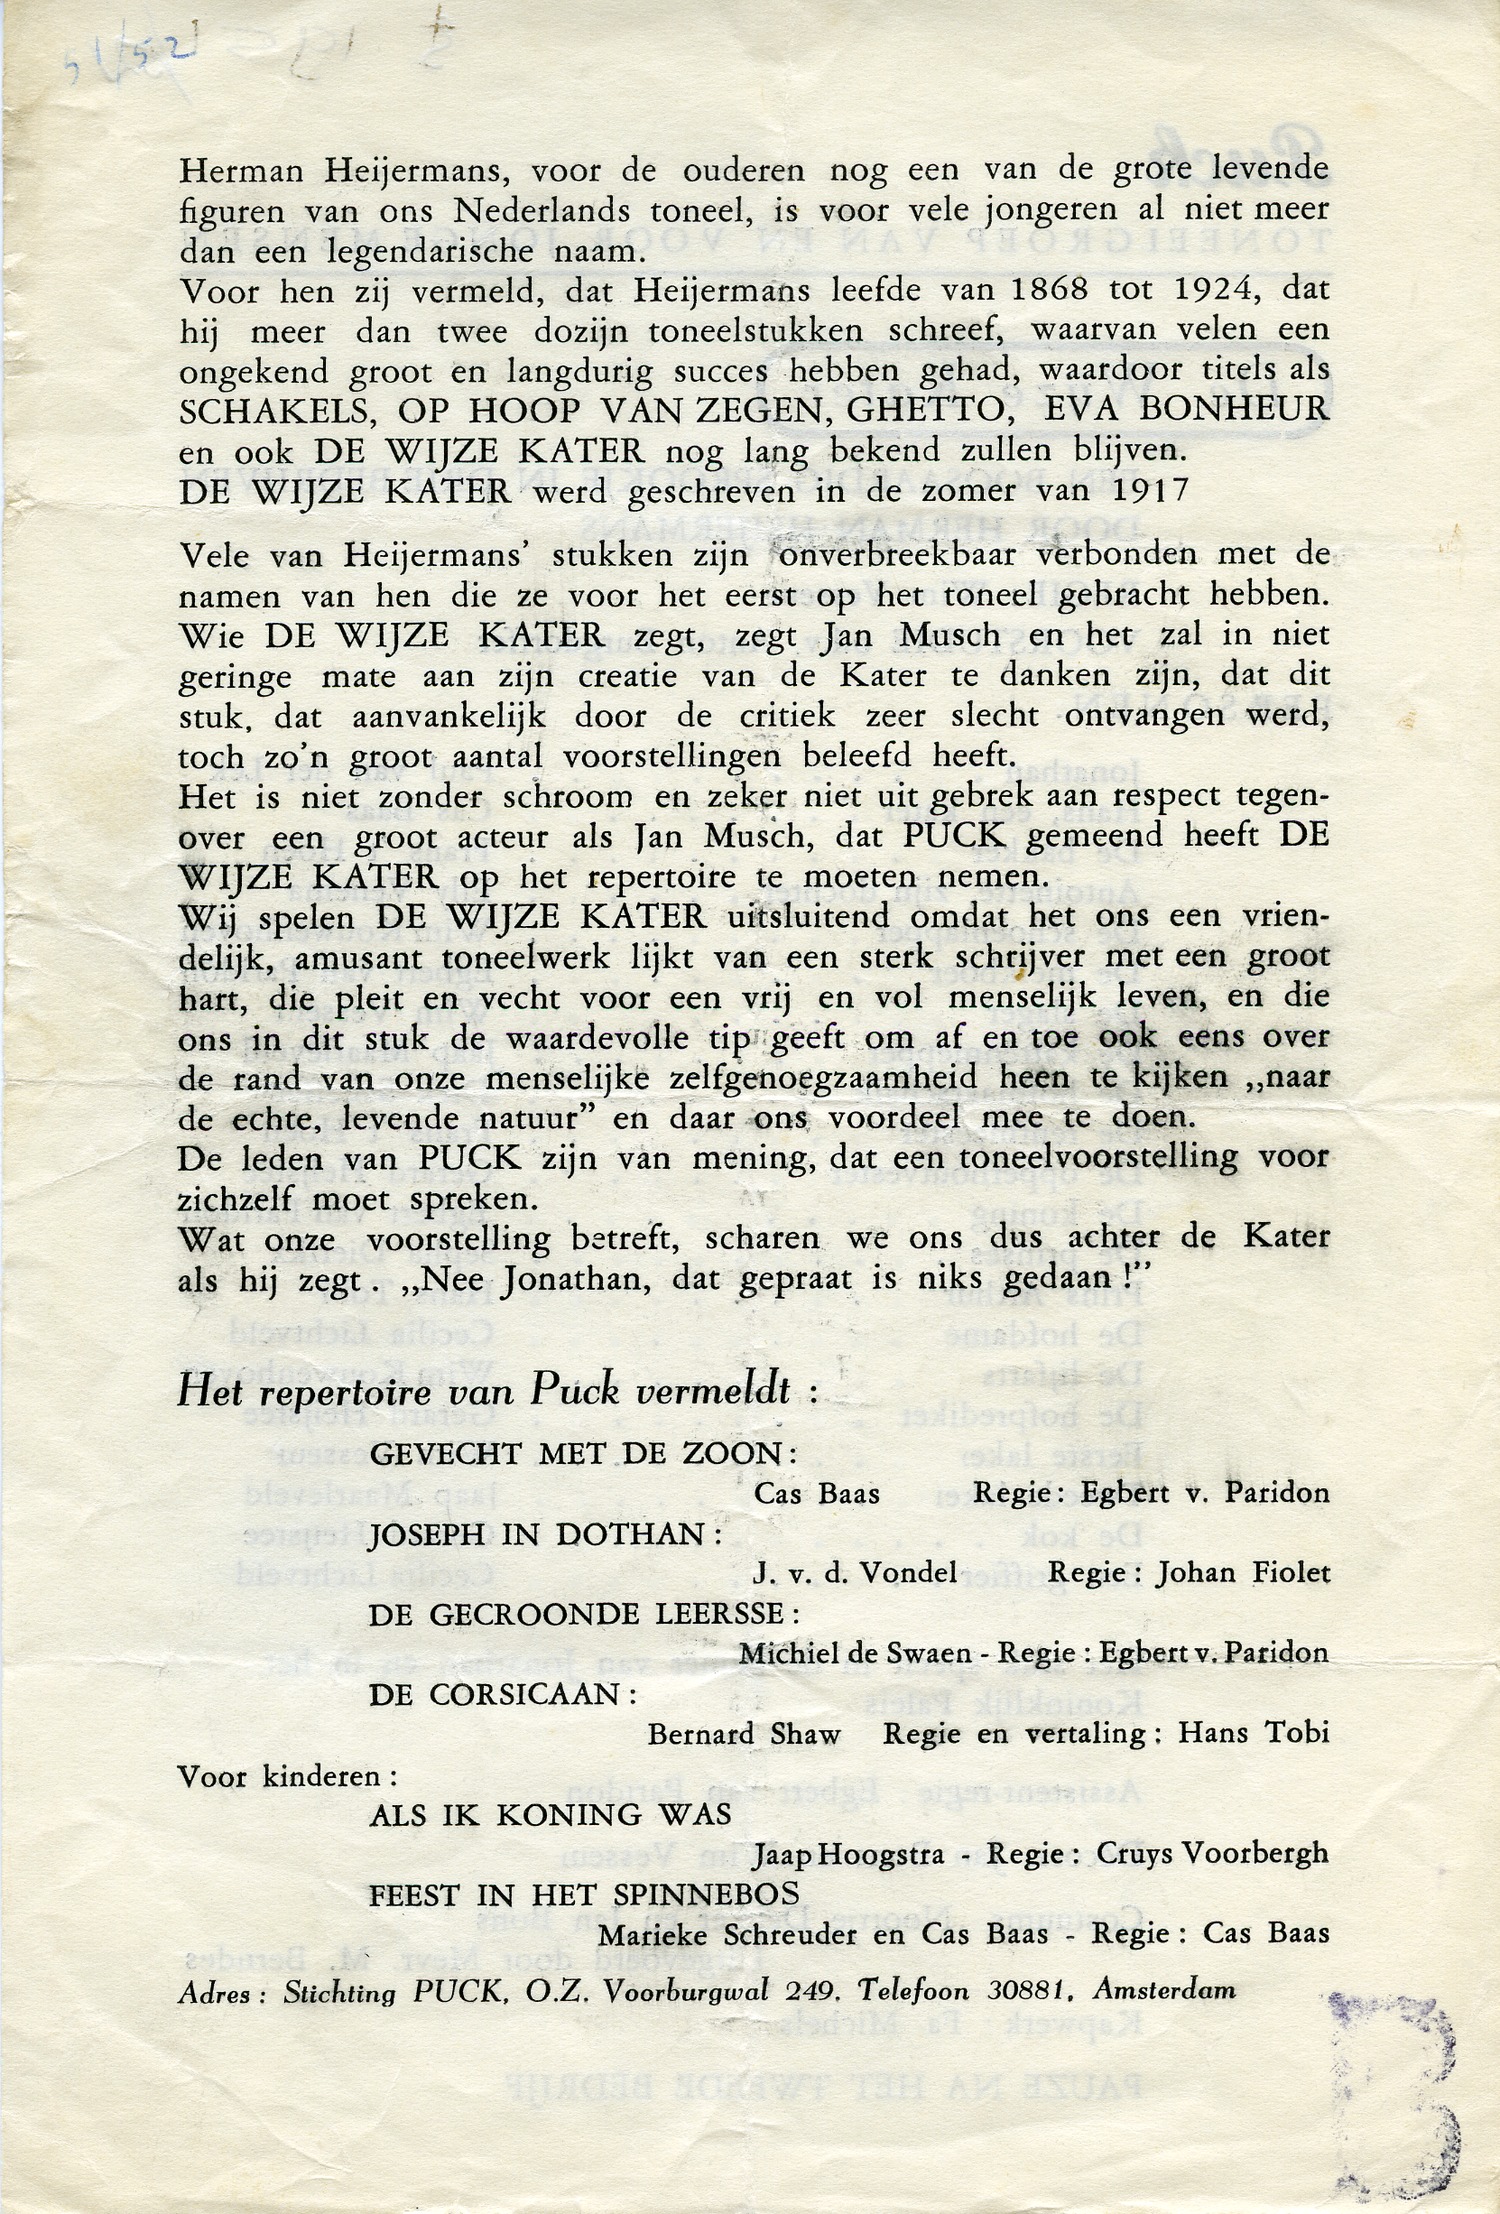 51/52
Herman Heijermans, voor de ouderen nog een van de grote levende
figuren van ons Nederlands toneel, is voor vele jongeren al niet meer
dan een legendarische naam.
Voor hen zij vermeld, dat Heijermans leefde van 1868 tot 1924, dat
hij meer dan twee dozijn toneelstukken schreef, waarvan velen een
ongekend groot en langdurig succes hebben gehad, waardoor titels als
SCHAKELS, OP HOOP VAN ZEGEN, GHETTO, EVA BONHEUR
en ook DE WIJZE KATER nog lang bekend zullen blijven.
DE WIJZE KATER werd geschreven in de zomer van 1917
Vele van Heijermans' stukken zijn onverbreekbaar verbonden met de
namen van hen die ze voor het eerst op het toneel gebracht hebben.
Wie DE WIJZE KATER zegt, zegt Jan Musch en het zal in niet
geringe mate aan zijn creatie van de Kater te danken zijn, dat dit
stuk, dat aanvankelijk door de critiek zeer slecht ontvangen werd,
toch zo'n groot aantal voorstellingen beleefd heeft.
Het is niet zonder schroom en zeker niet uit gebrek aan respect tegen-
over een groot acteur als Jan Musch, dat PUCK gemeend heeft DE
WIJZE KATER op het repertoire te moeten nemen.
Wij spelen DE WIJZE KATER uitsluitend omdat het ons een vrien-
delijk, amusant toneelwerk lijkt van een sterk schrijver met een groot
hart, die pleit en vecht voor een vrij en vol menselijk leven, en die
ons in dit stuk de waardevolle tip geeft om af en toe ook eens over
de rand van onze menselijke zelfgenoegzaamheid heen te kijken „naar
de echte, levende natuur” en daar ons voordeel mee te doen.
De leden van PUCK zijn van mening, dat een toneelvoorstelling voor
zichzelf moet spreken.
Wat onze voorstelling betreft, scharen we ons dus achter de Kater
als hij zegt. „Nee Jonathan, dat gepraat is niks gedaan!”
Het repertoire van Puck vermeldt :
GEVECHT MET DE ZOON:
Cas Baas Regie: Egbert v. Paridon
JOSEPH IN DOTHAN:
J. v. d. Vondel Regie: Johan Fiolet
DE GECROONDE LEERSSE:
Michiel de Swaen - Regie : Egbert v. Paridon
DE CORSICAAN:
Bernard Shaw Regie en vertaling: Hans Tobi
Voor kinderen:
ALS IK KONING WAS
Jaap Hoogstra - Regie: Cruys Voorbergh
FEEST IN HET SPINNEBOS
Marieke Schreuder en Cas Baas - Regie: Cas Baas
Adres : Stichting PUCK, O.Z. Voorburgwal 249. Telefoon 30881, Amsterdam